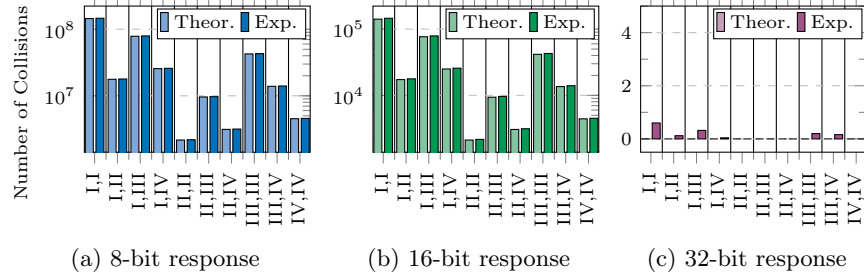 Number of Collisions
10^8
10^7
Theor. Exp.
I,I
I,II
I,III
I,IV
II,II
II,III
II,IV
III,III
III,IV
IV,IV
(a) 8-bit response
10^5
10^4
Theor. Exp.
I,I
I,II
I,III
I,IV
II,II
II,III
II,IV
III,III
III,IV
IV,IV
(b) 16-bit response
4
2
0
Theor. Exp.
I,I
I,II
I,III
I,IV
II,II
II,III
II,IV
III,III
III,IV
IV,IV
(c) 32-bit response